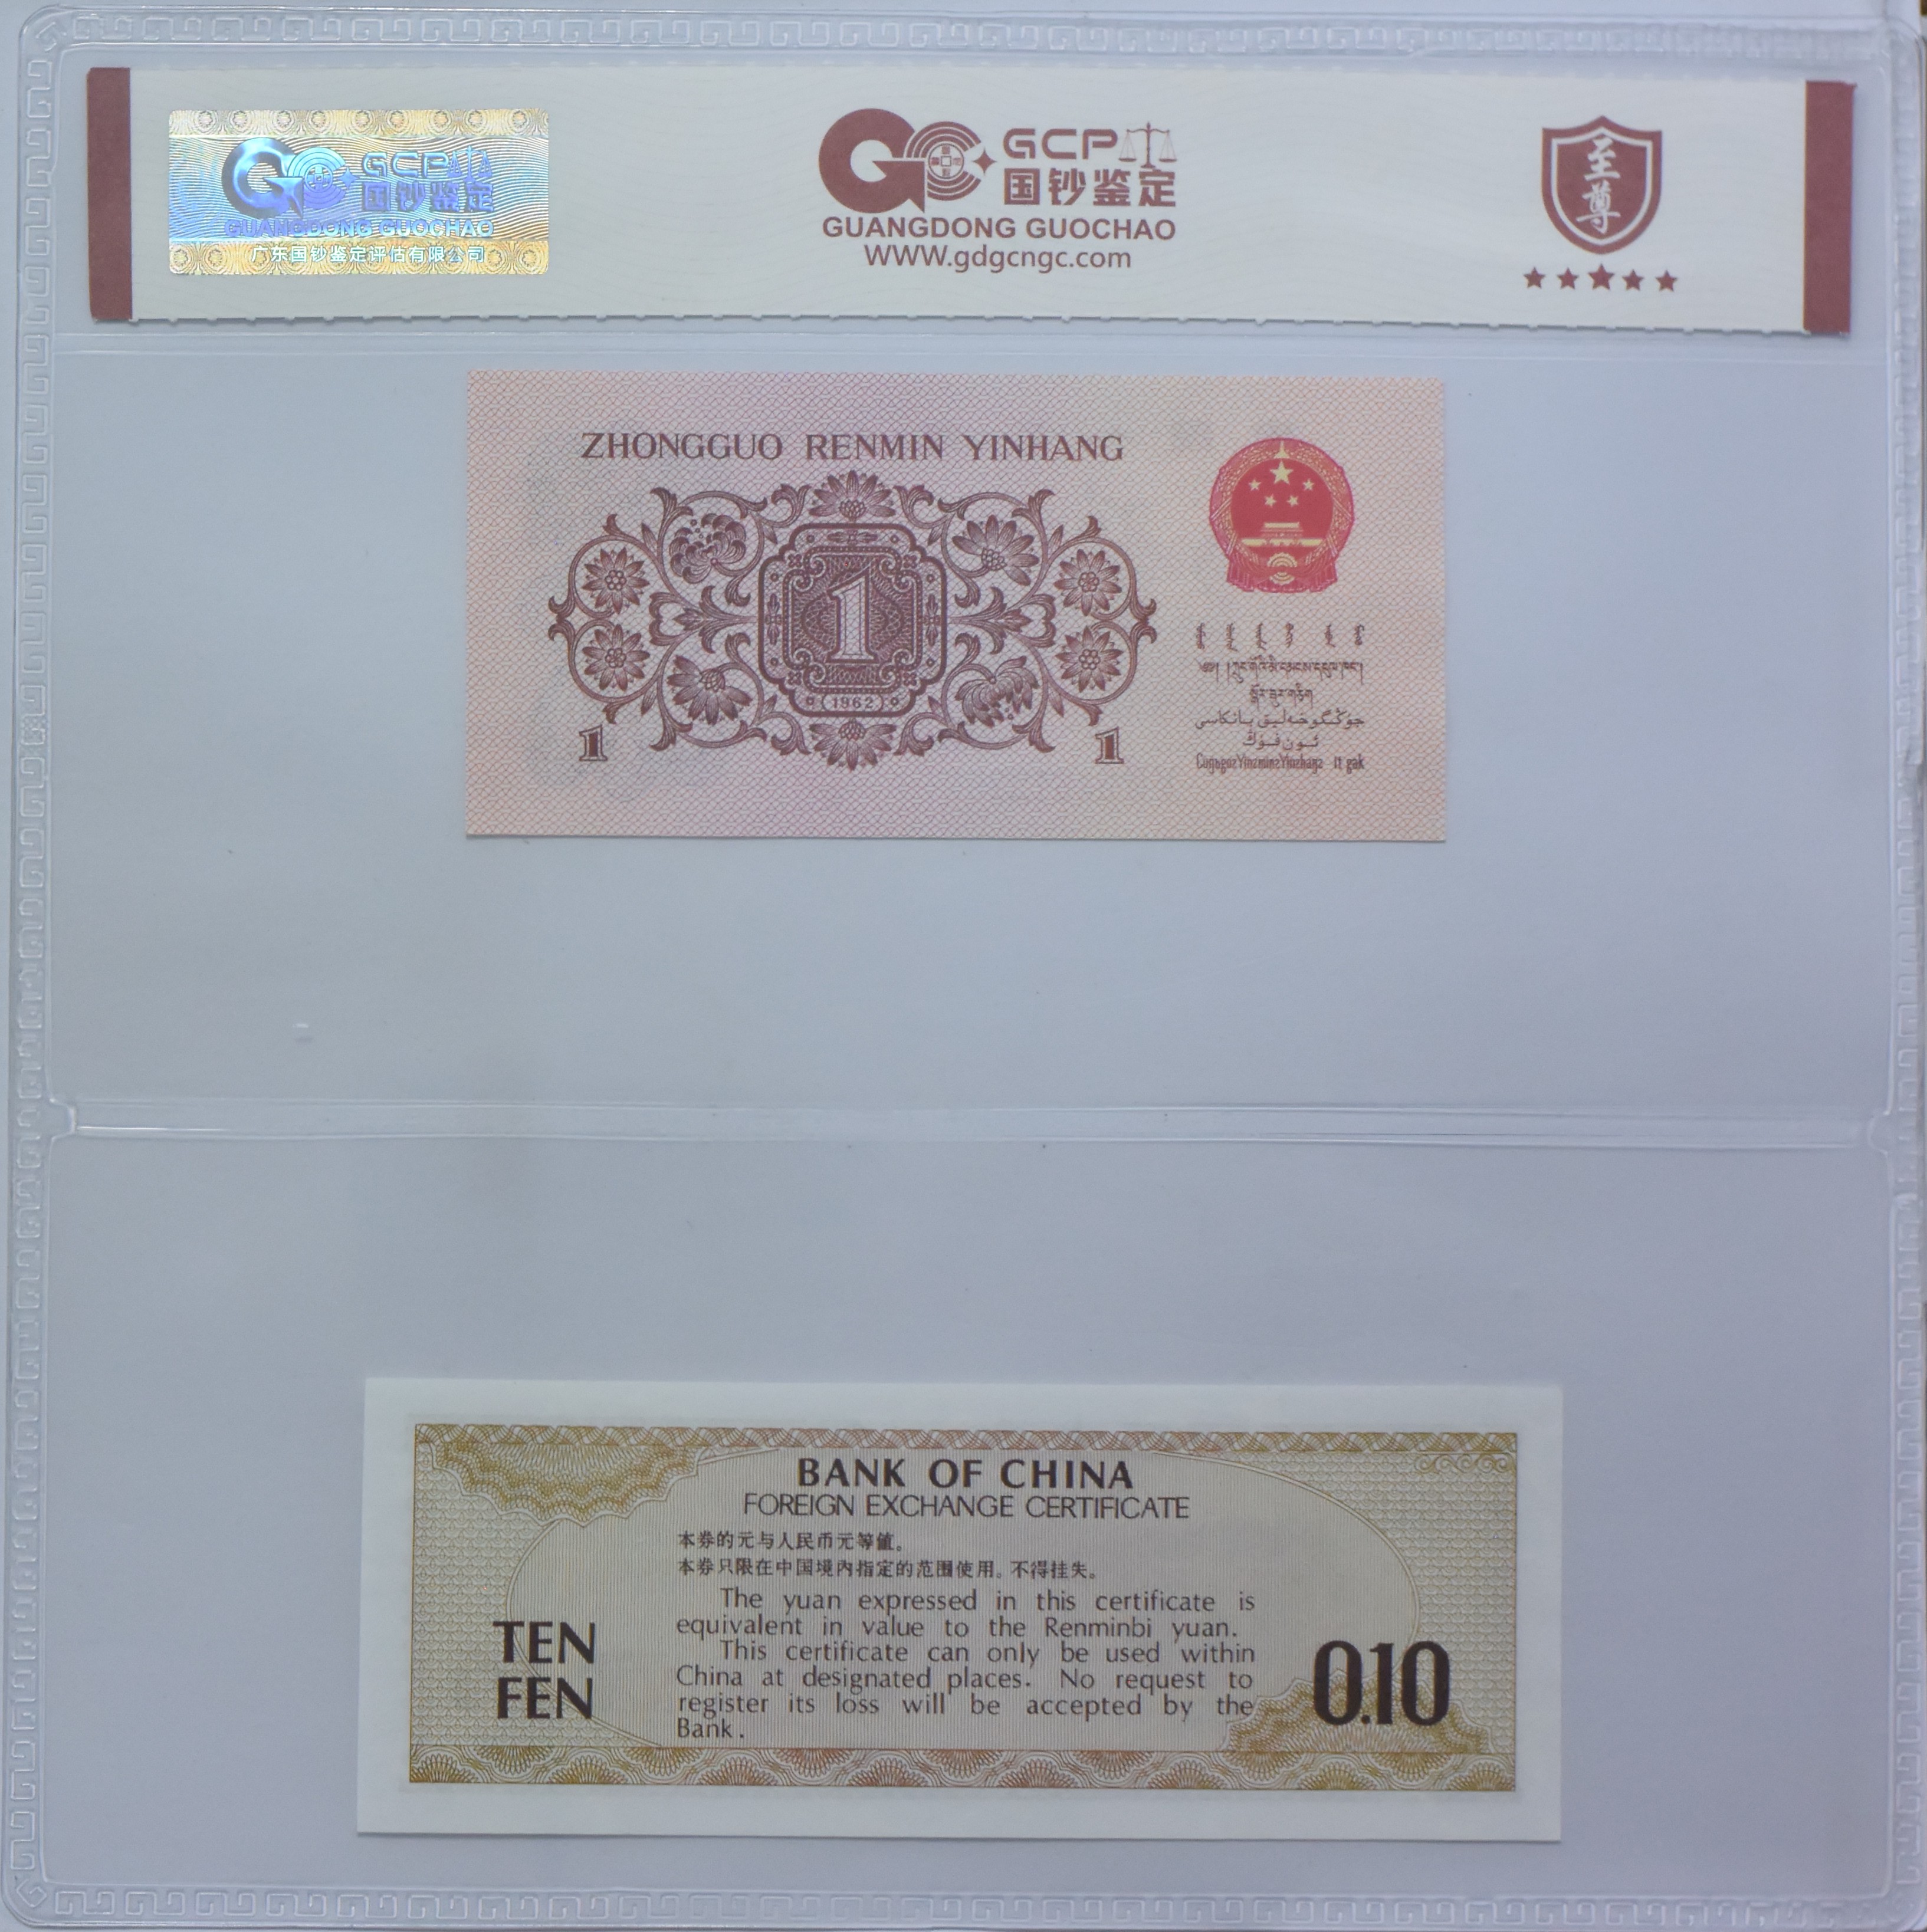 GCP
国钞鉴定
GUANGDONG GUOCHAO
广东国钞鉴定评估有限公司
GCP
国钞鉴定
GUANGDONG GUOCHAO
WWW.gdgcngc.com
至尊
ZHONGGUO RENMIN YINHANG
1
(1962)
1 1
جۇڭگوخەلىق بانكاسى
ئون فۇڭ
It gak
BANK OF CHINA
FOREIGN EXCHANGE CERTIFICATE
本券的元与人民币元等值。
本券只限在中国境内指定的范围使用。不得挂失。
The yuan expressed in this certificate is
equivalent in value to the Renminbi yuan.
This certificate can only be used within
China at designated places. No request to
register its loss will be accepted by the
Bank.
TEN
FEN
0.10